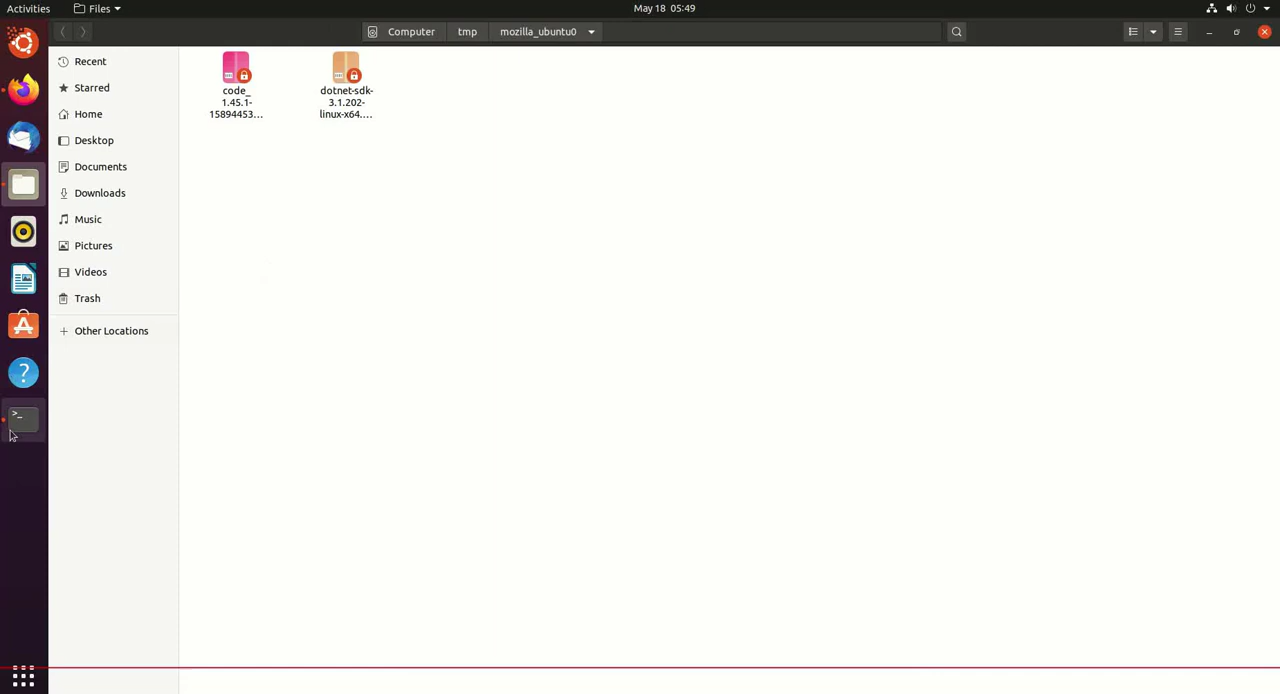 Activities
Files
May 18 05:49
Computer
tmp
mozilla_ubuntu0
Recent
Starred
Home
Desktop
Documents
Downloads
Music
Pictures
Videos
Trash
+ Other Locations
code_
1.45.1-
15894453...
dotnet-sdk-
3.1.202-
linux-x64....
>_
?